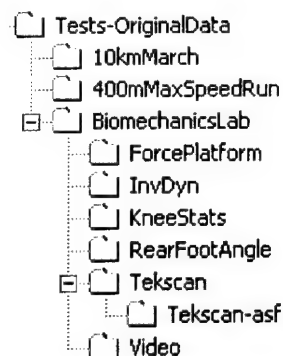 Tests-OriginalData
10kmMarch
400mMaxSpeedRun
BiomechanicsLab
ForcePlatform
InvDyn
KneeStats
RearFootAngle
Tekscan
Tekscan-asf
Video